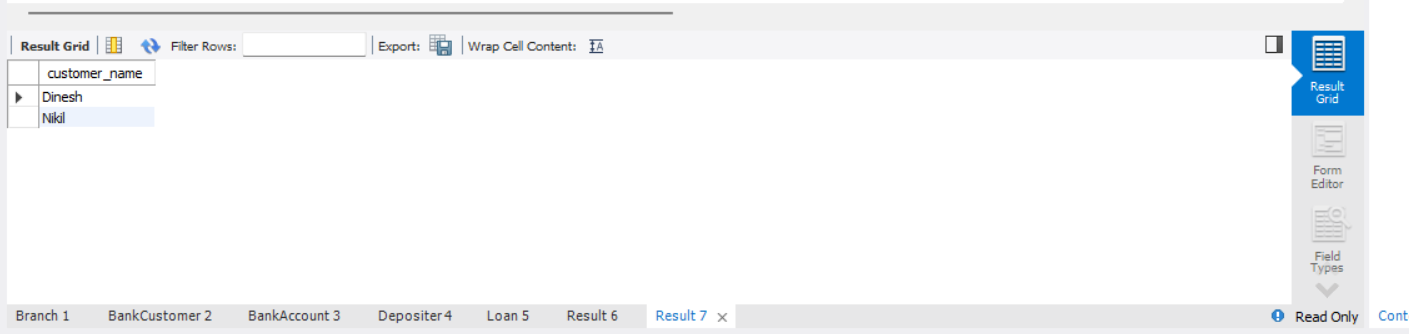 Result Grid Filter Rows: Export: Wrap Cell Content: IA
customer_name
Dinesh
Nikil
Result
Grid
Form
Editor
Field
Types
Branch 1 BankCustomer 2 BankAccount 3 Depositer 4 Loan 5 Result 6 Result 7 × Read Only Cont